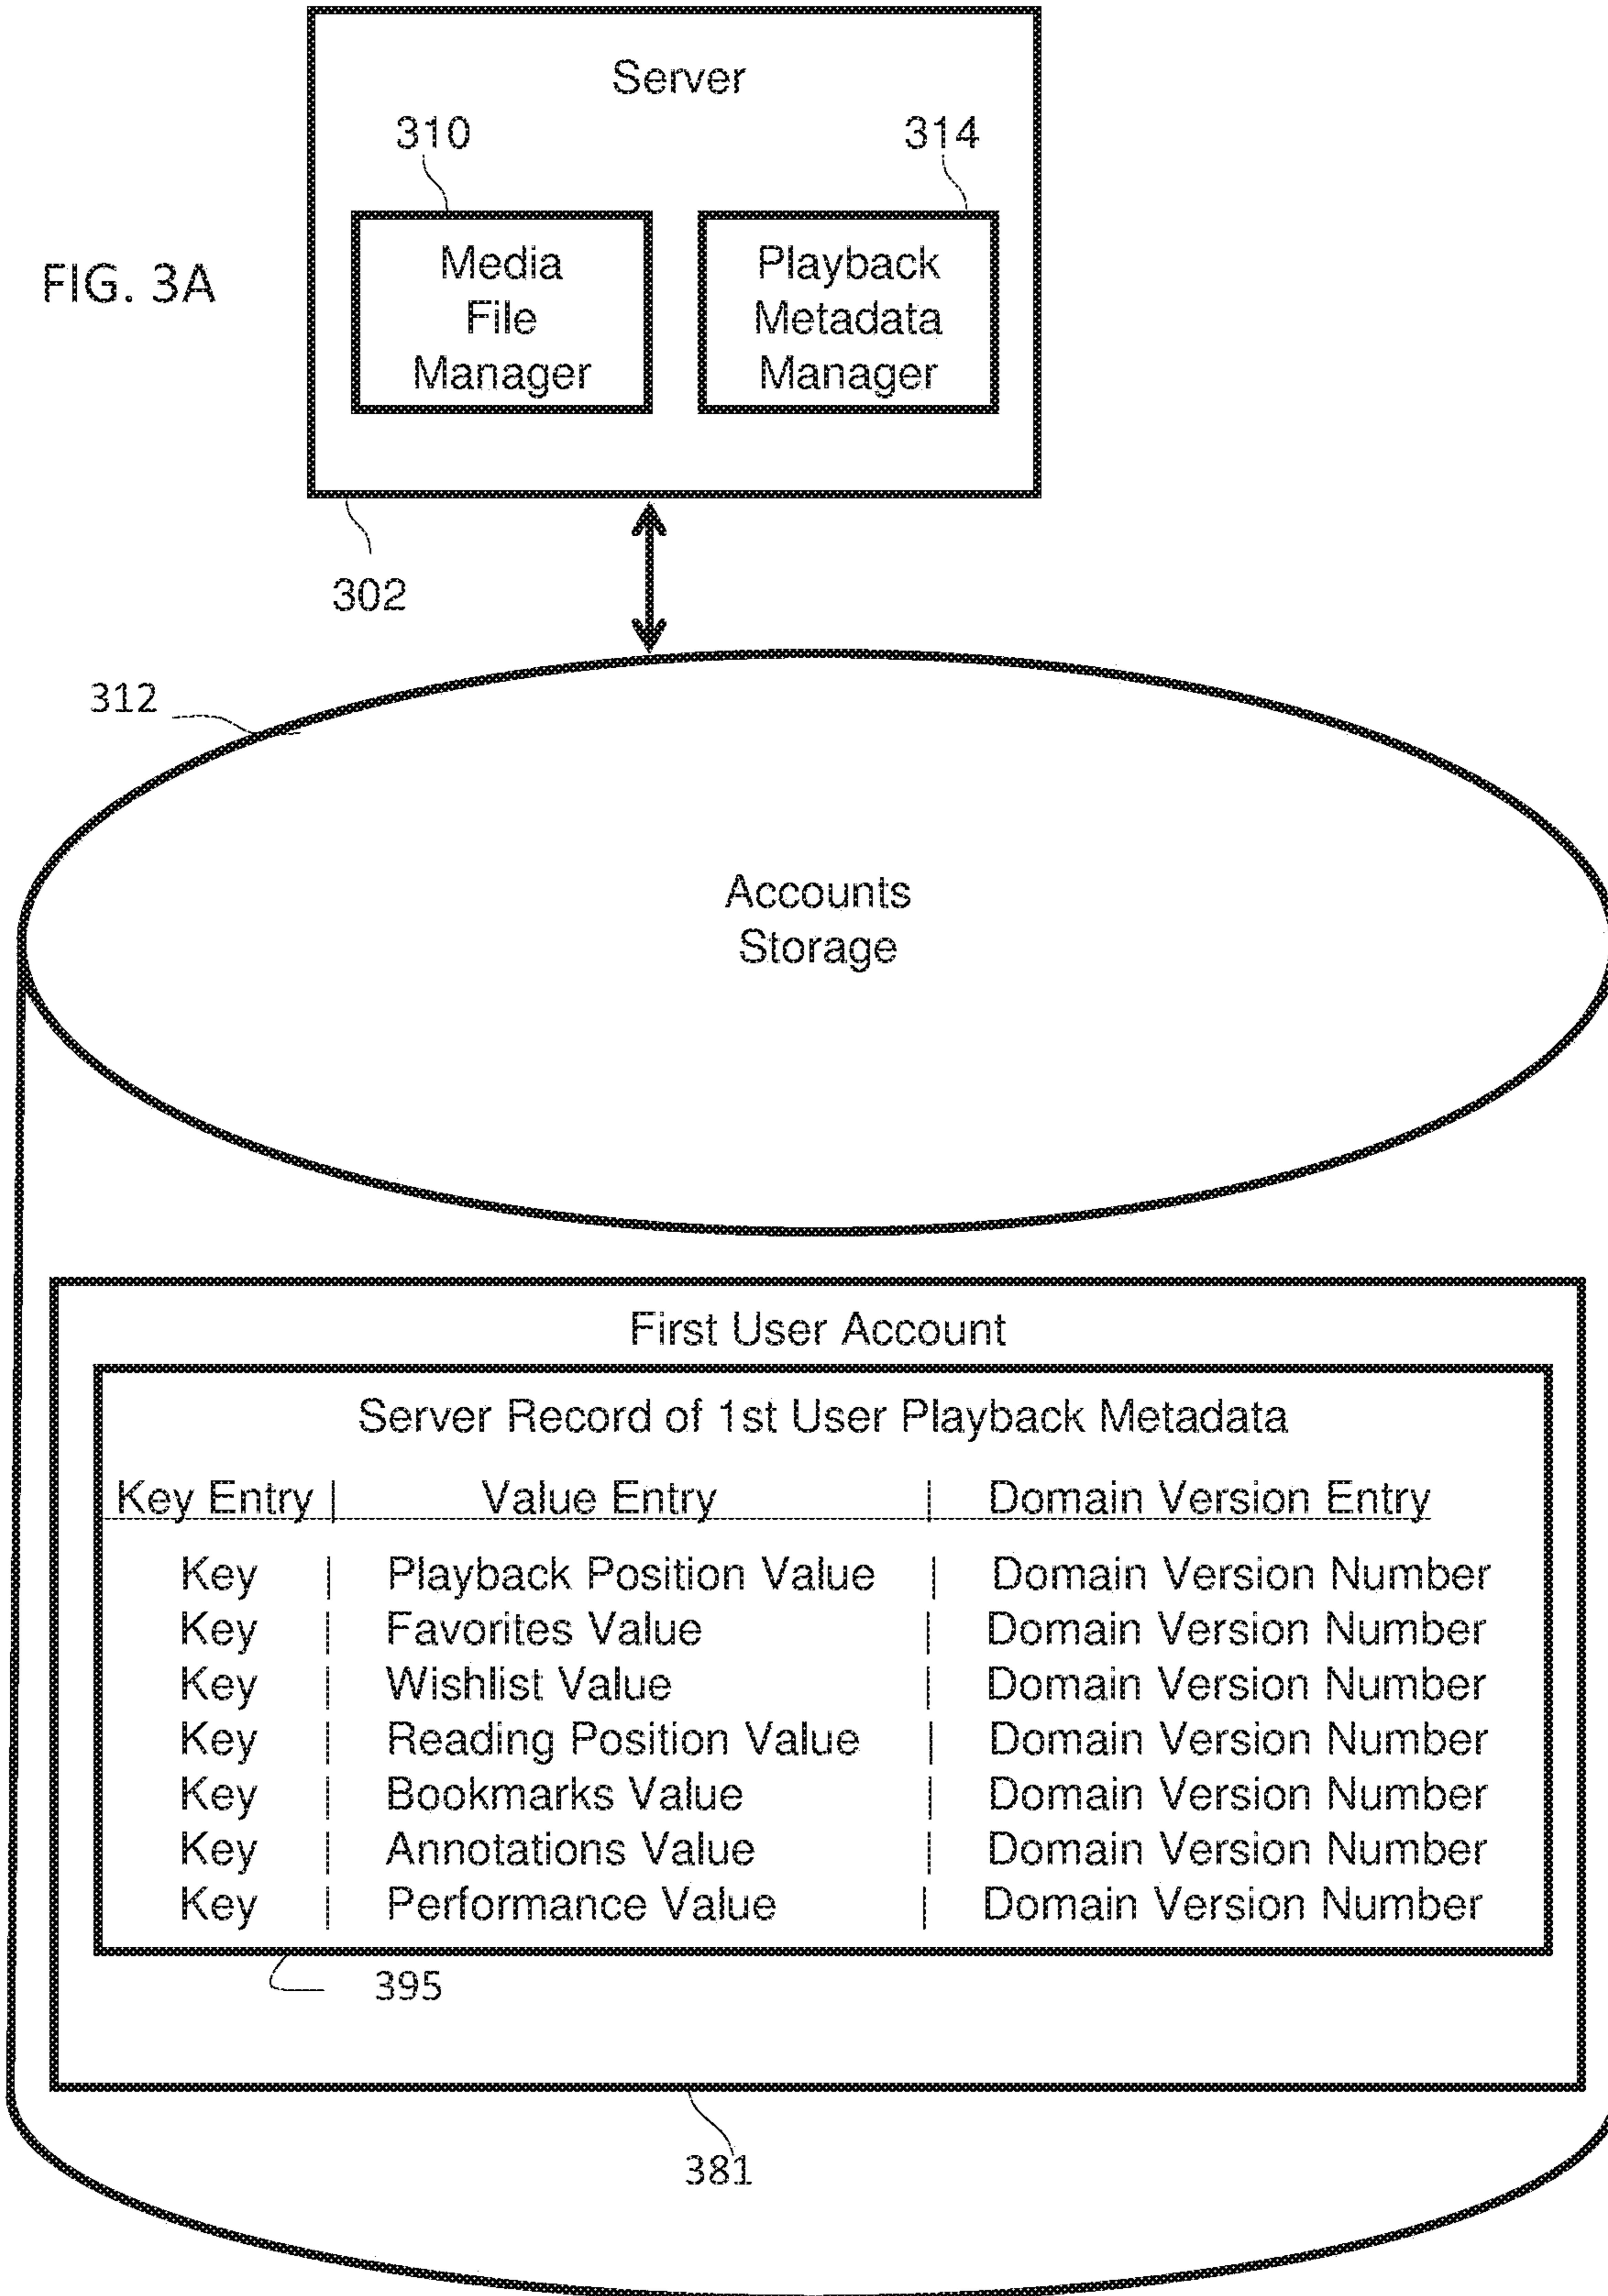 Server
310 314
FIG. 3A
Media File Manager
Playback Metadata Manager
302
312
Accounts
Storage
First User Account
Server Record of 1st User Playback Metadata
Key Entry | Value Entry | Domain Version Entry
Key | Playback Position Value | Domain Version Number
Key | Favorites Value | Domain Version Number
Key | Wishlist Value | Domain Version Number
Key | Reading Position Value | Domain Version Number
Key | Bookmarks Value | Domain Version Number
Key | Annotations Value | Domain Version Number
Key | Performance Value | Domain Version Number
395
381